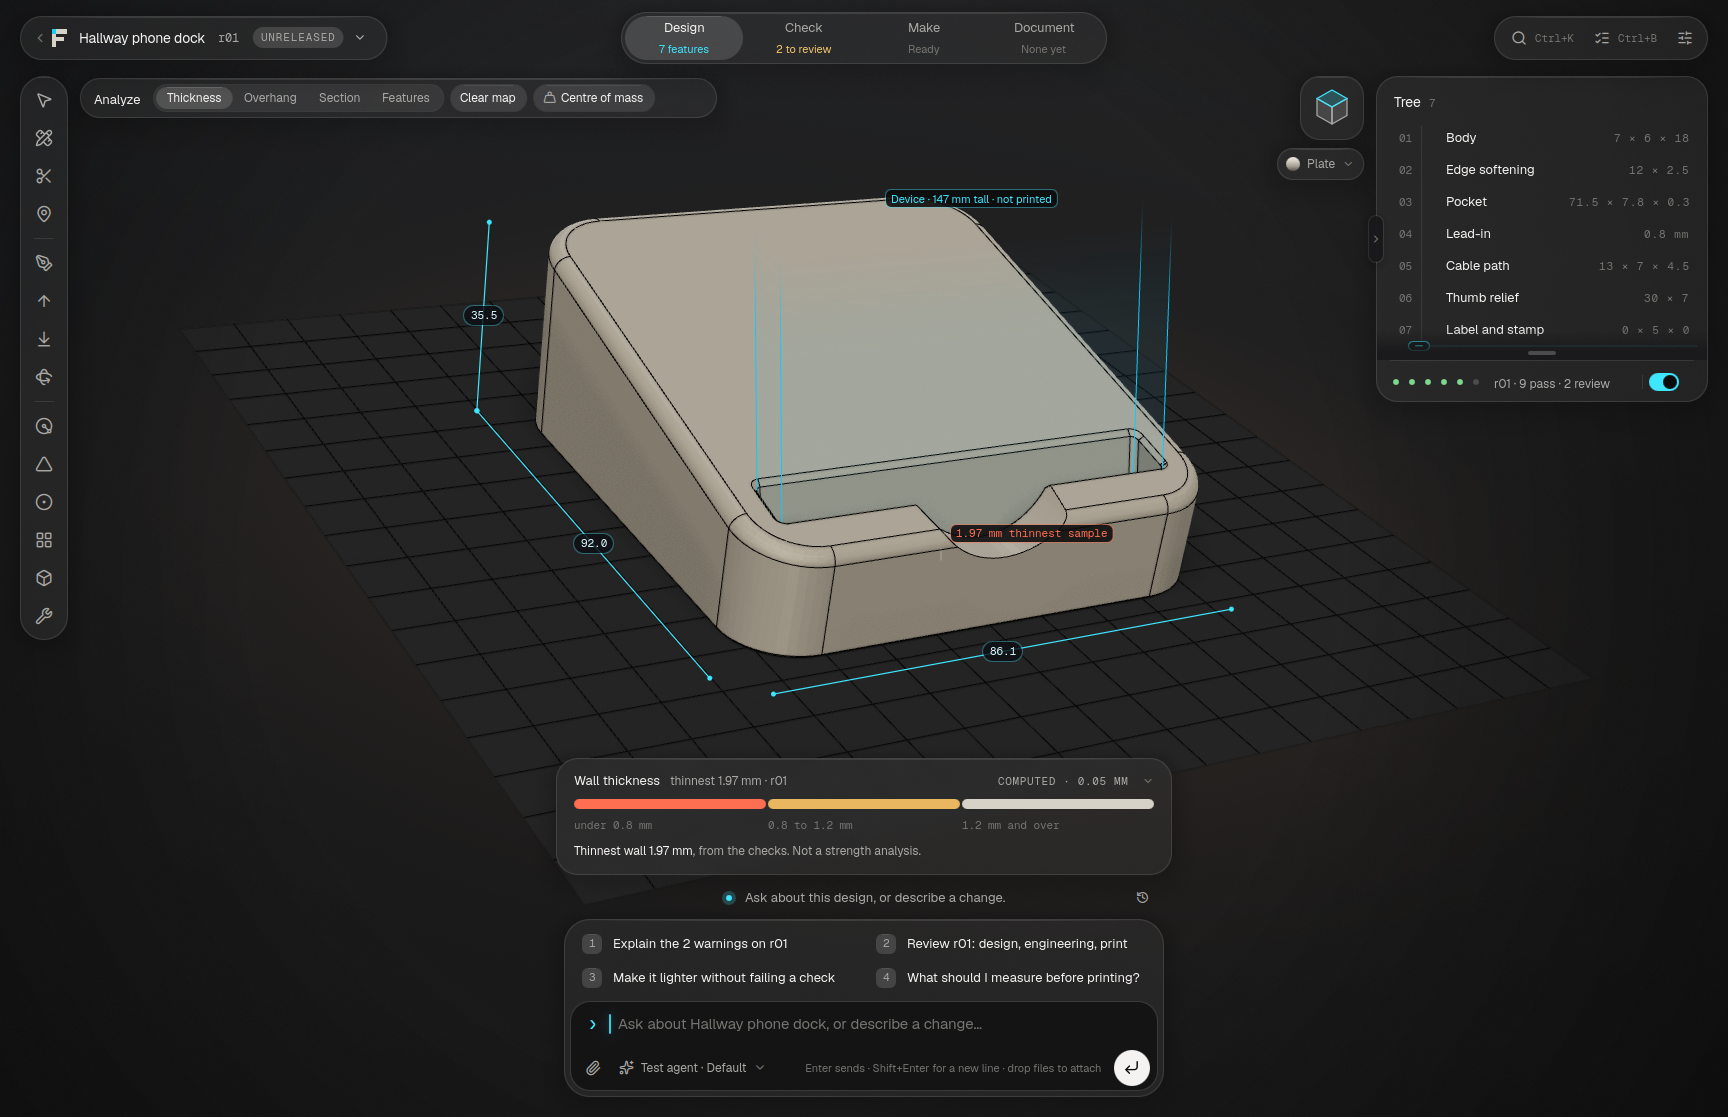 Hallway phone dock r01 UNRELEASED
Design
7 features
Check
2 to review
Make
Ready
Document
None yet
Ctrl+K Ctrl+B
Analyze Thickness Overhang Section Features Clear map Centre of mass
Plate
Tree 7
01 Body 7 × 6 × 18
02 Edge softening 12 × 2.5
03 Pocket 71.5 × 7.8 × 0.3
04 Lead-in 0.8 mm
05 Cable path 13 × 7 × 4.5
06 Thumb relief 30 × 7
07 Label and stamp 0 × 5 × 0
r01 · 9 pass · 2 review
Device · 147 mm tall · not printed
35.5
1.97 mm thinnest sample
92.0
86.1
Wall thickness thinnest 1.97 mm · r01 COMPUTED · 0.05 MM
under 0.8 mm 0.8 to 1.2 mm 1.2 mm and over
Thinnest wall 1.97 mm, from the checks. Not a strength analysis.
Ask about this design, or describe a change.
1 Explain the 2 warnings on r01
2 Review r01: design, engineering, print
3 Make it lighter without failing a check
4 What should I measure before printing?
Ask about Hallway phone dock, or describe a change...
Test agent · Default
Enter sends · Shift+Enter for a new line · drop files to attach